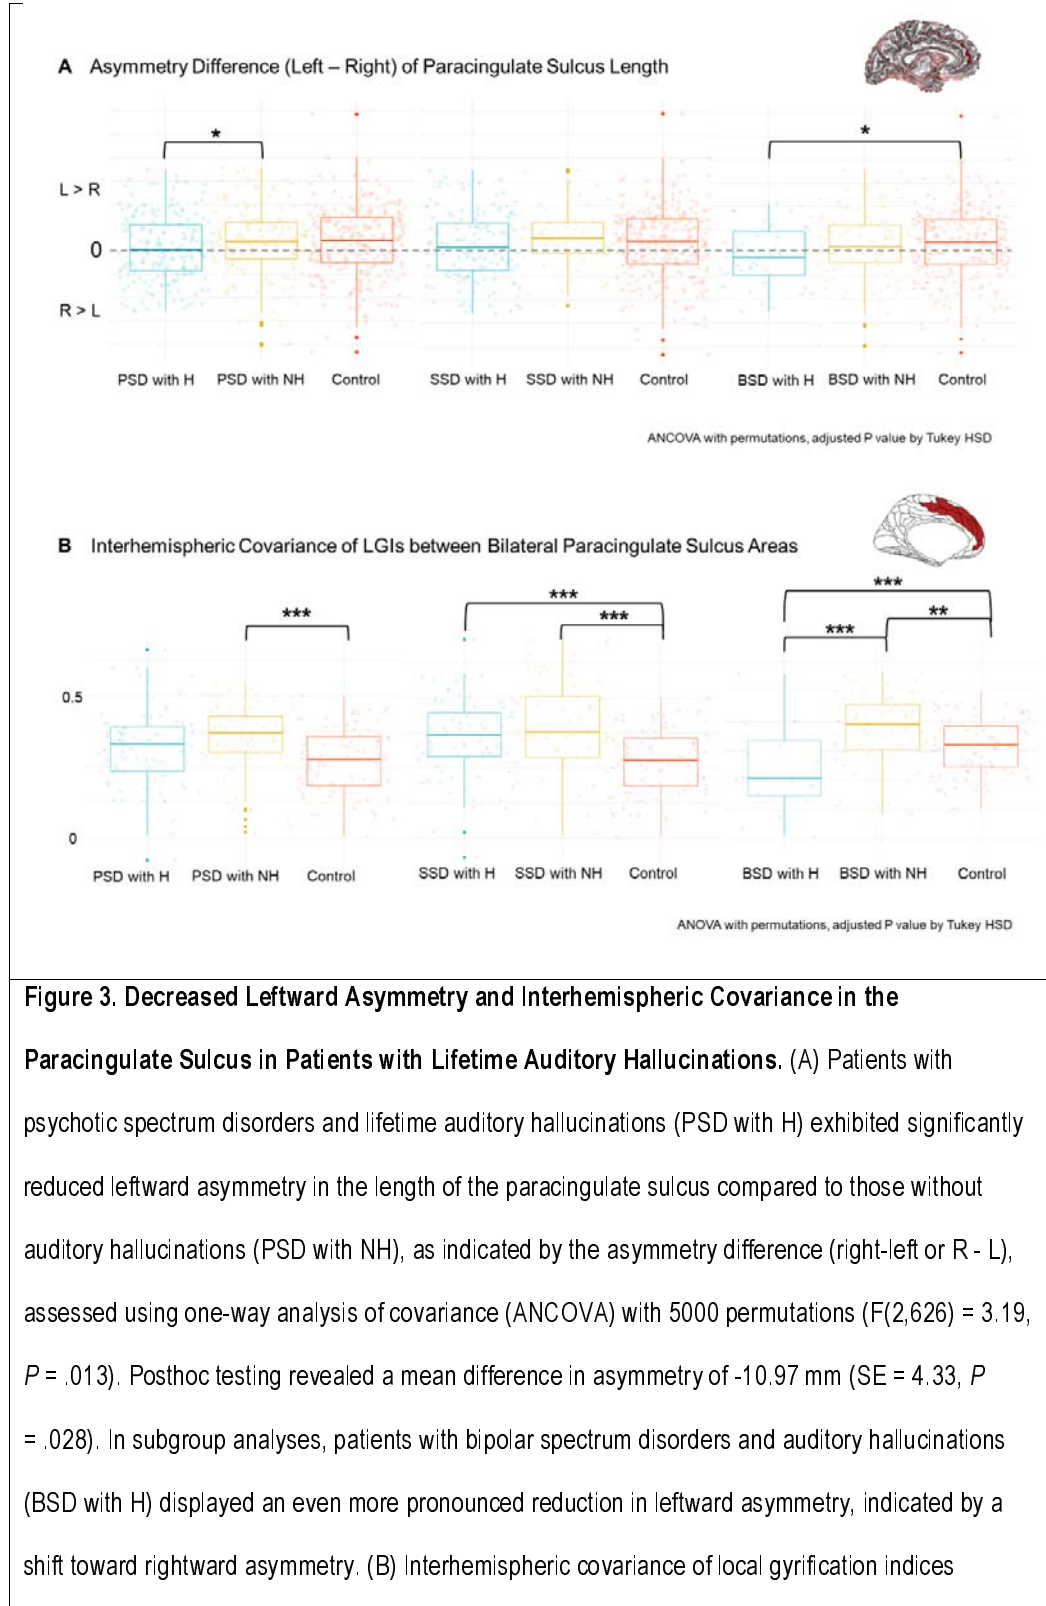 A Asymmetry Difference (Left – Right) of Paracingulate Sulcus Length
*
*
L > R
0
R > L
PSD with H PSD with NH Control SSD with H SSD with NH Control BSD with H BSD with NH Control
ANCOVA with permutations, adjusted P value by Tukey HSD
B Interhemispheric Covariance of LGIs between Bilateral Paracingulate Sulcus Areas
***
***
***
***
***
**
0.5
0
PSD with H PSD with NH Control SSD with H SSD with NH Control BSD with H BSD with NH Control
ANOVA with permutations, adjusted P value by Tukey HSD
Figure 3. Decreased Leftward Asymmetry and Interhemispheric Covariance in the
Paracingulate Sulcus in Patients with Lifetime Auditory Hallucinations. (A) Patients with
psychotic spectrum disorders and lifetime auditory hallucinations (PSD with H) exhibited significantly
reduced leftward asymmetry in the length of the paracingulate sulcus compared to those without
auditory hallucinations (PSD with NH), as indicated by the asymmetry difference (right-left or R - L),
assessed using one-way analysis of covariance (ANCOVA) with 5000 permutations (F(2,626) = 3.19,
P = .013). Posthoc testing revealed a mean difference in asymmetry of -10.97 mm (SE = 4.33, P
= .028). In subgroup analyses, patients with bipolar spectrum disorders and auditory hallucinations
(BSD with H) displayed an even more pronounced reduction in leftward asymmetry, indicated by a
shift toward rightward asymmetry. (B) Interhemispheric covariance of local gyrification indices